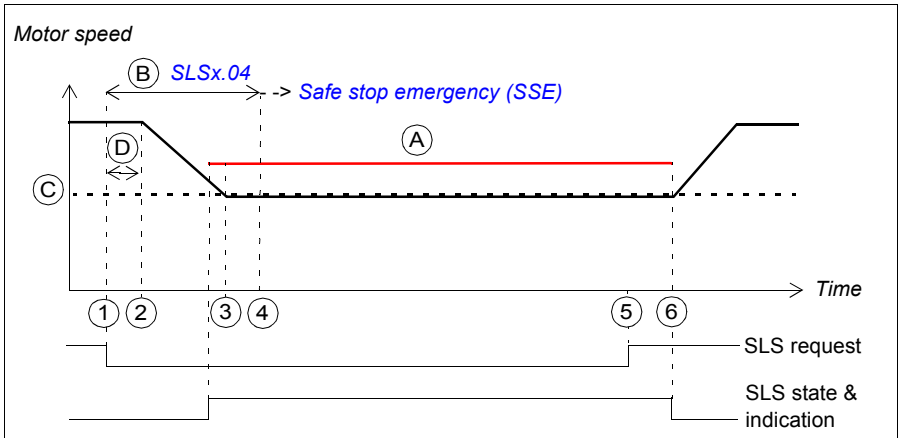 Motor speed
B SLSx.04
--> Safe stop emergency (SSE)
D
A
C
Time
1 2 3 4 5 6
SLS request
SLS state &
indication